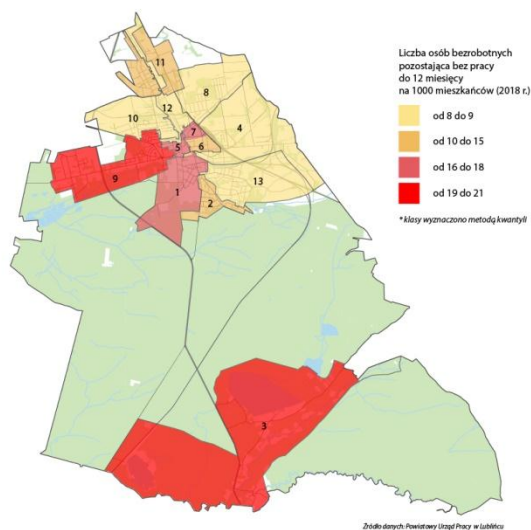 Liczba osób bezrobotnych
pozostająca bez pracy
do 12 miesięcy
na 1000 mieszkańców (2018 r.)
od 8 do 9
od 10 do 15
od 16 do 18
od 19 do 21
* klasy wyznaczono metodą kwantyli
11
8
12
10
4
7
5
6
9
1
13
2
3
Źródło danych: Powiatowy Urząd Pracy w Lublińcu